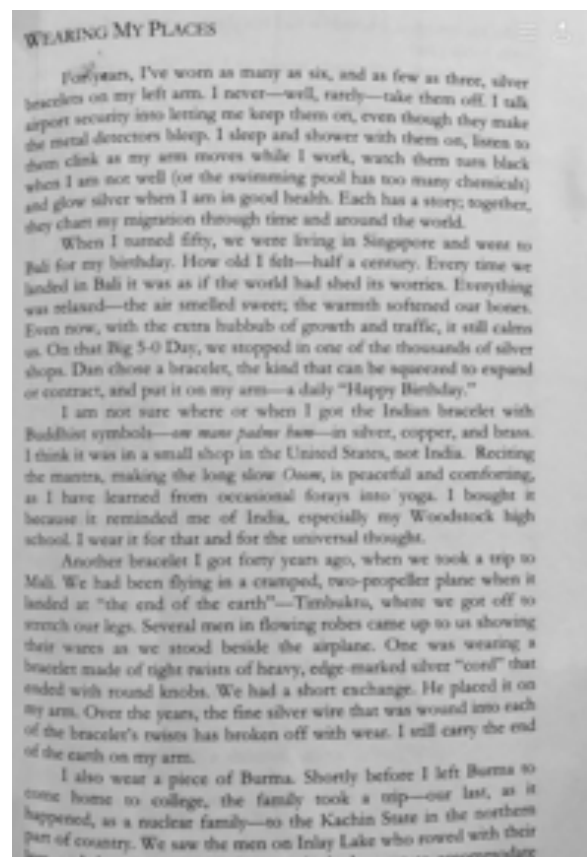 WEARING MY PLACES
For years, I've worn as many as six, and as few as three, silver
bracelets on my left arm. I never—well, rarely—take them off. I talk
airport security into letting me keep them on, even though they make
the metal detectors bleep. I sleep and shower with them on, listen to
them clink as my arm moves while I work, watch them turn black
when I am not well (or the swimming pool has too many chemicals)
and glow silver when I am in good health. Each has a story; together,
they chart my migration through time and around the world.
When I turned fifty, we were living in Singapore and went to
Bali for my birthday. How old I felt—half a century. Every time we
landed in Bali it was as if the world had shed its worries. Everything
was relaxed—the air smelled sweet; the warmth softened our bones.
Even now, with the extra hubbub of growth and traffic, it still calms
us. On that Big 5-0 Day, we stopped in one of the thousands of silver
shops. Dan chose a bracelet, the kind that can be squeezed to expand
or contract, and put it on my arm—a daily "Happy Birthday."
I am not sure where or when I got the Indian bracelet with
Buddhist symbols—om mane padme hum—in silver, copper, and brass.
I think it was in a small shop in the United States, not India. Reciting
the mantra, making the long slow Ooom, is peaceful and comforting,
as I have learned from occasional forays into yoga. I bought it
because it reminded me of India, especially my Woodstock high
school. I wear it for that and for the universal thought.
Another bracelet I got forty years ago, when we took a trip to
Mali. We had been flying in a cramped, two-propeller plane when it
landed at "the end of the earth"—Timbuktu, where we got off to
stretch our legs. Several men in flowing robes came up to us showing
their wares as we stood beside the airplane. One was wearing a
bracelet made of tight twists of heavy, edge-marked silver "cord" that
ended with round knobs. We had a short exchange. He placed it on
my arm. Over the years, the fine silver wire that was wound into each
of the bracelet's twists has broken off with wear. I still carry the end
of the earth on my arm.
I also wear a piece of Burma. Shortly before I left Burma to
come home to college, the family took a trip—our last, as it
happened, as a nuclear family—to the Kachin State in the northern
part of country. We saw the men on Inlay Lake who rowed with their